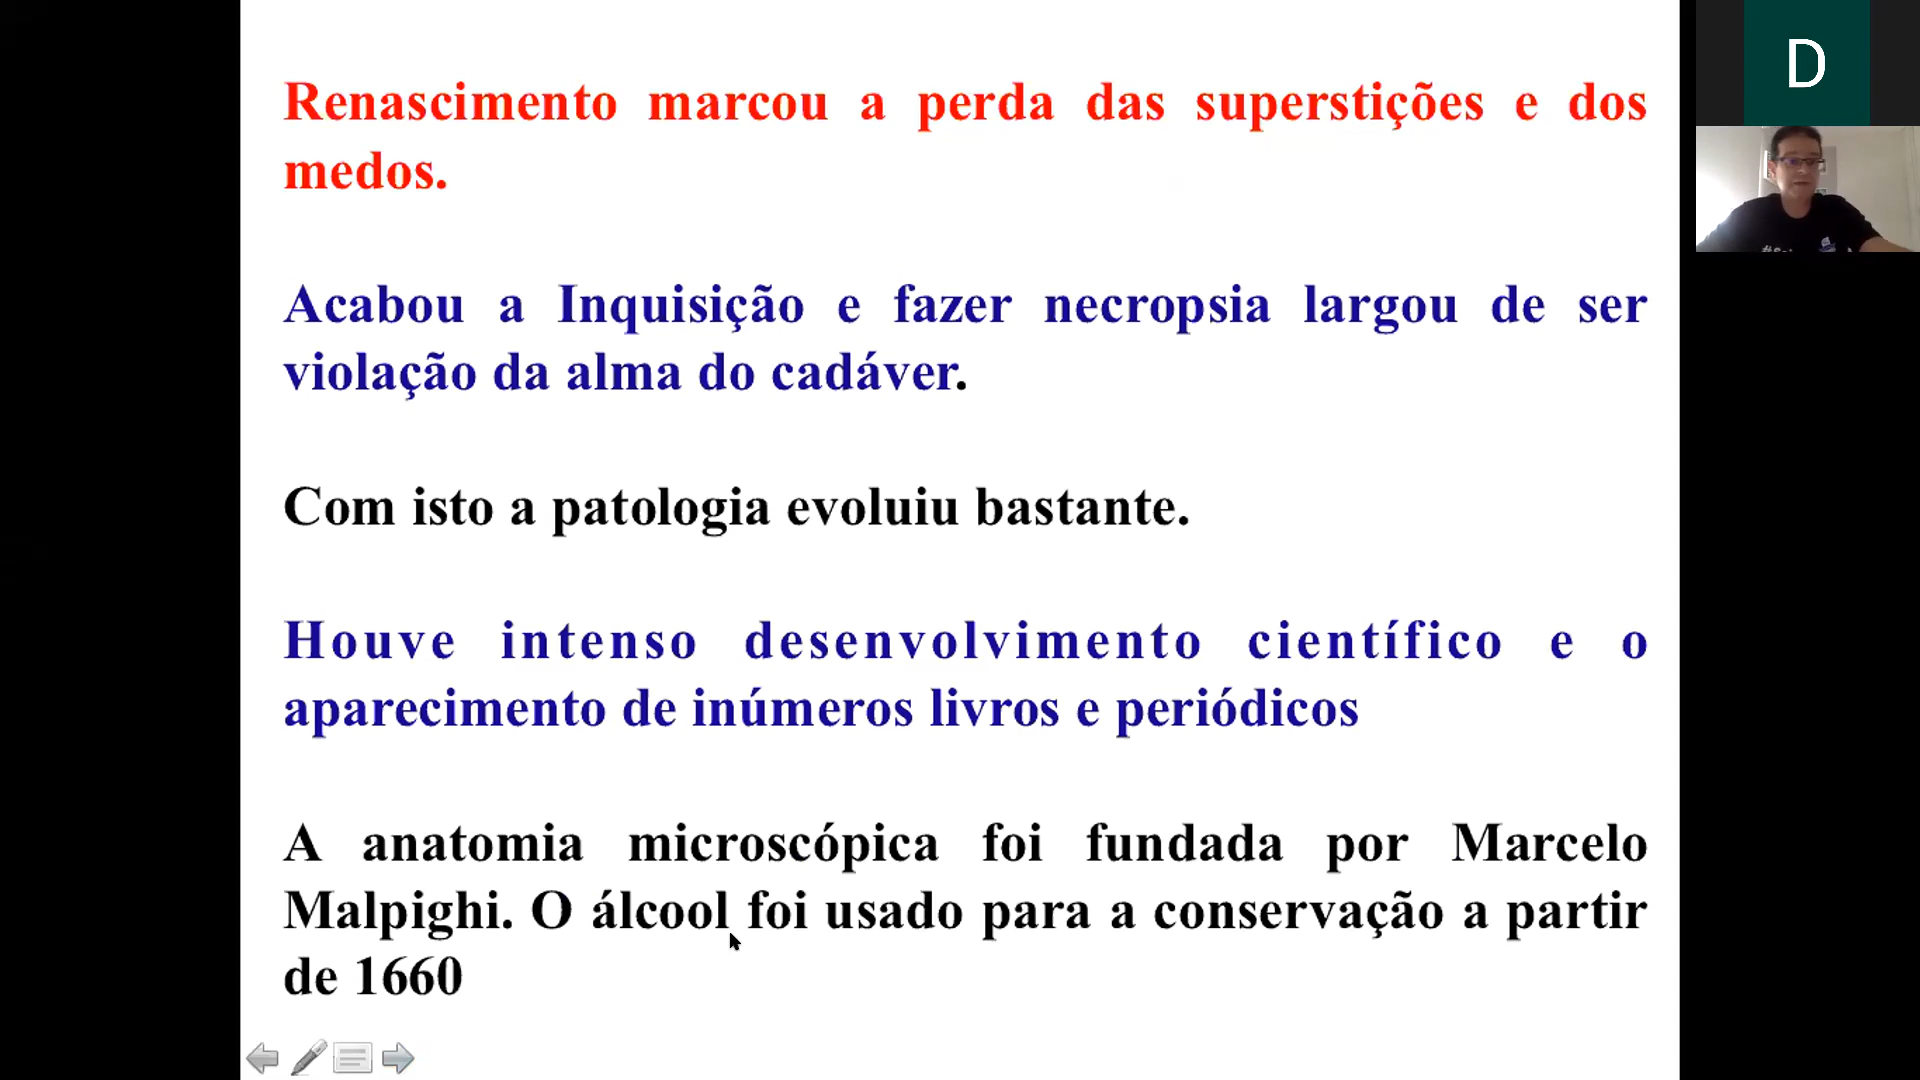 Renascimento marcou a perda das superstições e dos
medos.
Acabou a Inquisição e fazer necropsia largou de ser
violação da alma do cadáver.
Com isto a patologia evoluiu bastante.
Houve intenso desenvolvimento científico e o
aparecimento de inúmeros livros e periódicos
A anatomia microscópica foi fundada por Marcelo
Malpighi. O álcool foi usado para a conservação a partir
de 1660
D